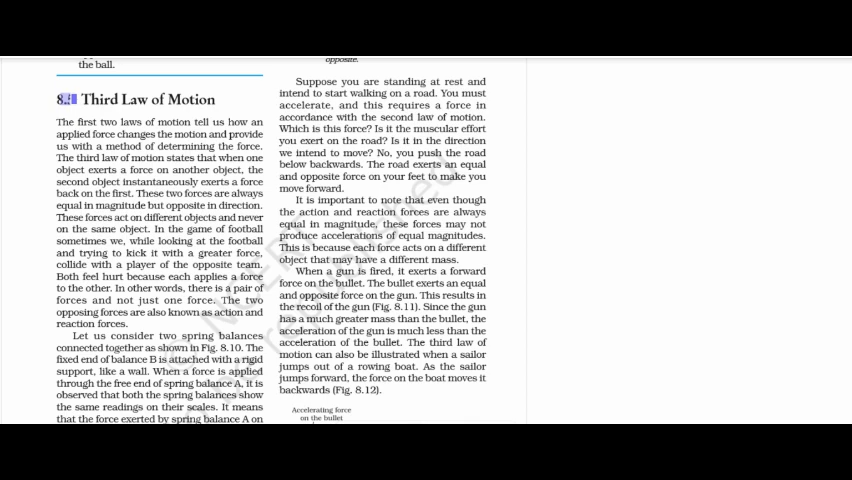 the ball.
8. Third Law of Motion
The first two laws of motion tell us how an
applied force changes the motion and provide
us with a method of determining the force.
The third law of motion states that when one
object exerts a force on another object, the
second object instantaneously exerts a force
back on the first. These two forces are always
equal in magnitude but opposite in direction.
These forces act on different objects and never
on the same object. In the game of football
sometimes we, while looking at the football
and trying to kick it with a greater force,
collide with a player of the opposite team.
Both feel hurt because each applies a force
to the other. In other words, there is a pair of
forces and not just one force. The two
opposing forces are also known as action and
reaction forces.
Let us consider two spring balances
connected together as shown in Fig. 8.10. The
fixed end of balance B is attached with a rigid
support, like a wall. When a force is applied
through the free end of spring balance A, it is
observed that both the spring balances show
the same readings on their scales. It means
that the force exerted by spring balance A on
opposite.
Suppose you are standing at rest and
intend to start walking on a road. You must
accelerate, and this requires a force in
accordance with the second law of motion.
Which is this force? Is it the muscular effort
you exert on the road? Is it in the direction
we intend to move? No, you push the road
below backwards. The road exerts an equal
and opposite force on your feet to make you
move forward.
It is important to note that even though
the action and reaction forces are always
equal in magnitude, these forces may not
produce accelerations of equal magnitudes.
This is because each force acts on a different
object that may have a different mass.
When a gun is fired, it exerts a forward
force on the bullet. The bullet exerts an equal
and opposite force on the gun. This results in
the recoil of the gun (Fig. 8.11). Since the gun
has a much greater mass than the bullet, the
acceleration of the gun is much less than the
acceleration of the bullet. The third law of
motion can also be illustrated when a sailor
jumps out of a rowing boat. As the sailor
jumps forward, the force on the boat moves it
backwards (Fig. 8.12).
Accelerating force
on the bullet